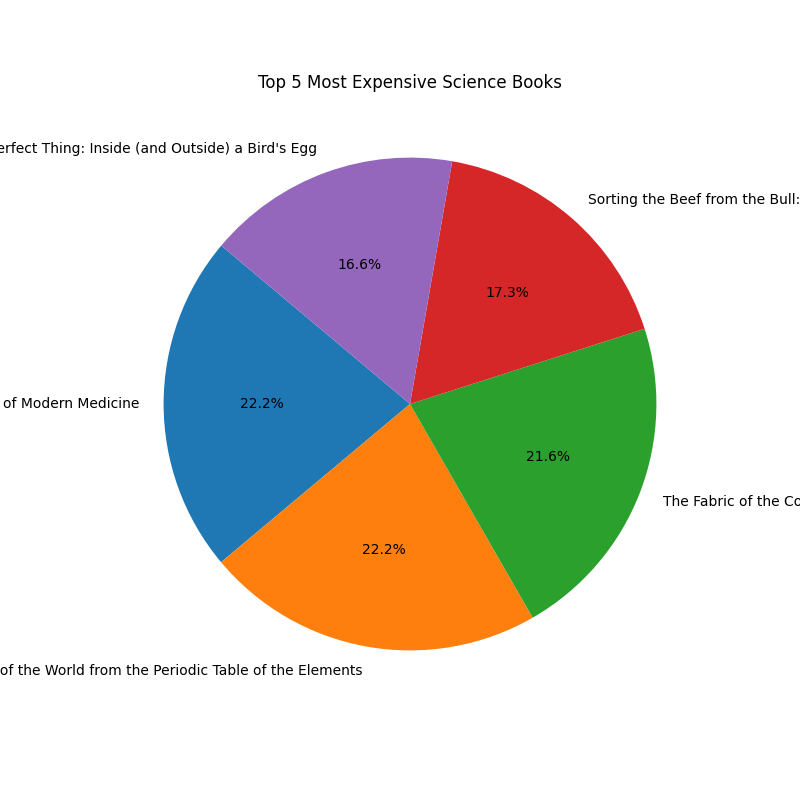 Top 5 Most Expensive Science Books
erfect Thing: Inside (and Outside) a Bird's Egg
Sorting the Beef from the Bull:
16.6%
17.3%
of Modern Medicine
22.2%
21.6%
The Fabric of the Co
22.2%
of the World from the Periodic Table of the Elements